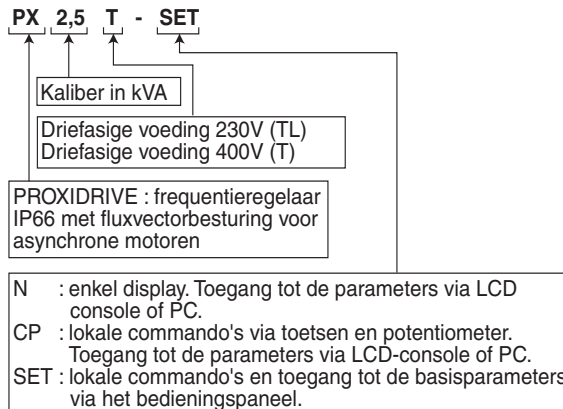 PX 2,5 T - SET
Kaliber in kVA
Driefasige voeding 230V (TL)
Driefasige voeding 400V (T)
PROXIDRIVE : frequentieregelaar
IP66 met fluxvectorbesturing voor
asynchrone motoren
N : enkel display. Toegang tot de parameters via LCD
console of PC.
CP : lokale commando's via toetsen en potentiometer.
Toegang tot de parameters via LCD-console of PC.
SET : lokale commando's en toegang tot de basisparameters
via het bedieningspaneel.